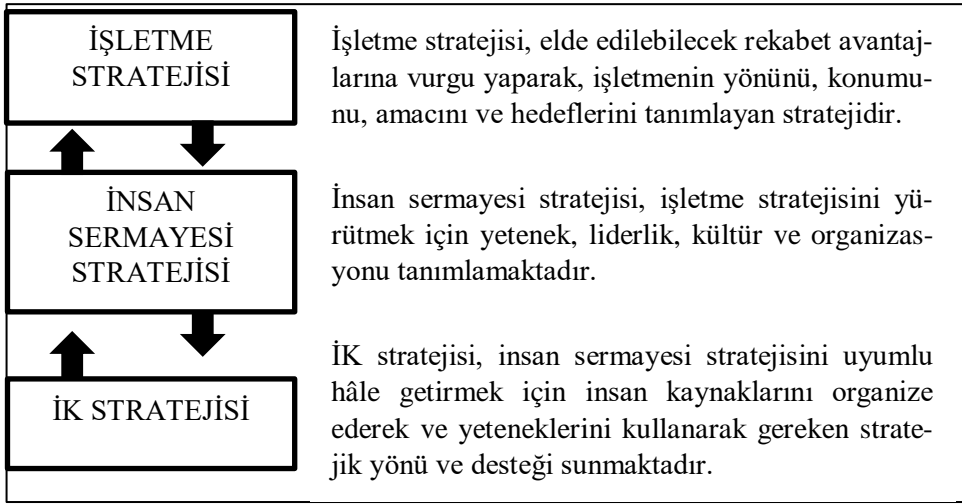 İŞLETME
STRATEJİSİ
İşletme stratejisi, elde edilebilecek rekabet avantaj-
larına vurgu yaparak, işletmenin yönünü, konumu-
nu, amacını ve hedeflerini tanımlayan stratejidir.
İNSAN
SERMAYESİ
STRATEJİSİ
İnsan sermayesi stratejisi, işletme stratejisini yü-
rütmek için yetenek, liderlik, kültür ve organizas-
yonu tanımlamaktadır.
İK STRATEJİSİ
İK stratejisi, insan sermayesi stratejisini uyumlu
hâle getirmek için insan kaynaklarını organize
ederek ve yeteneklerini kullanarak gereken strate-
jik yönü ve desteği sunmaktadır.